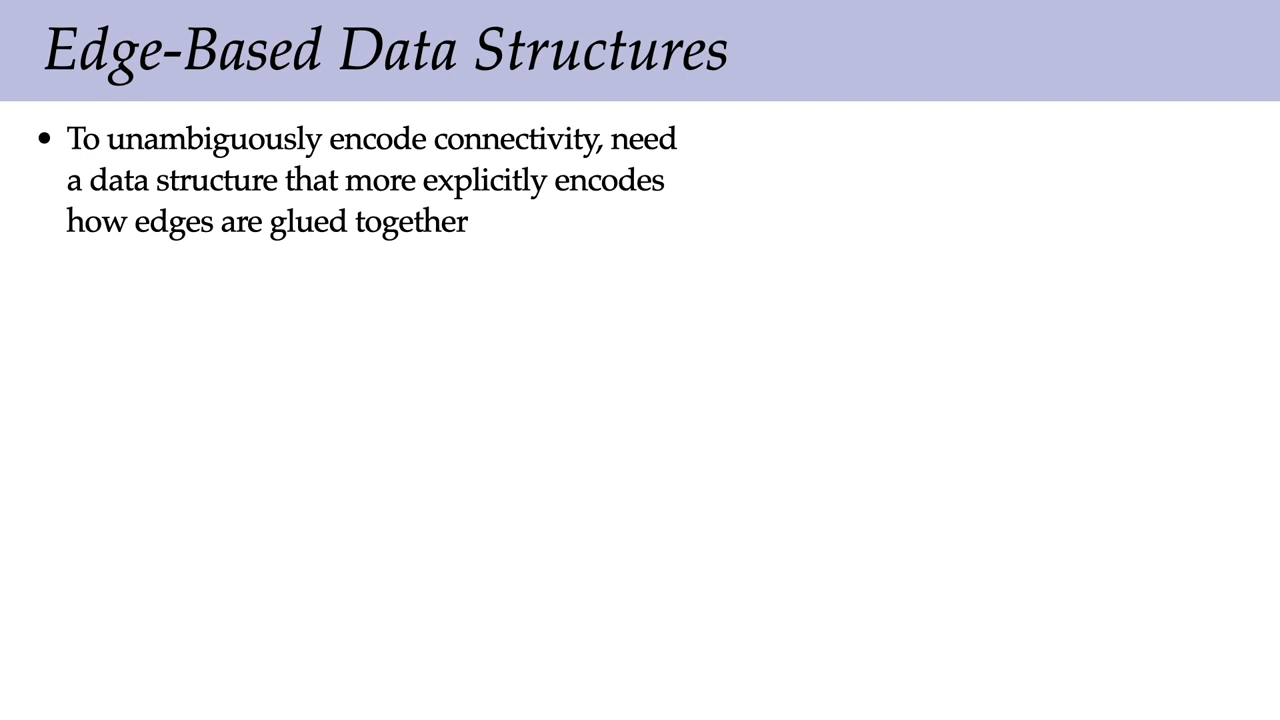 Edge-Based Data Structures
• To unambiguously encode connectivity, need
a data structure that more explicitly encodes
how edges are glued together